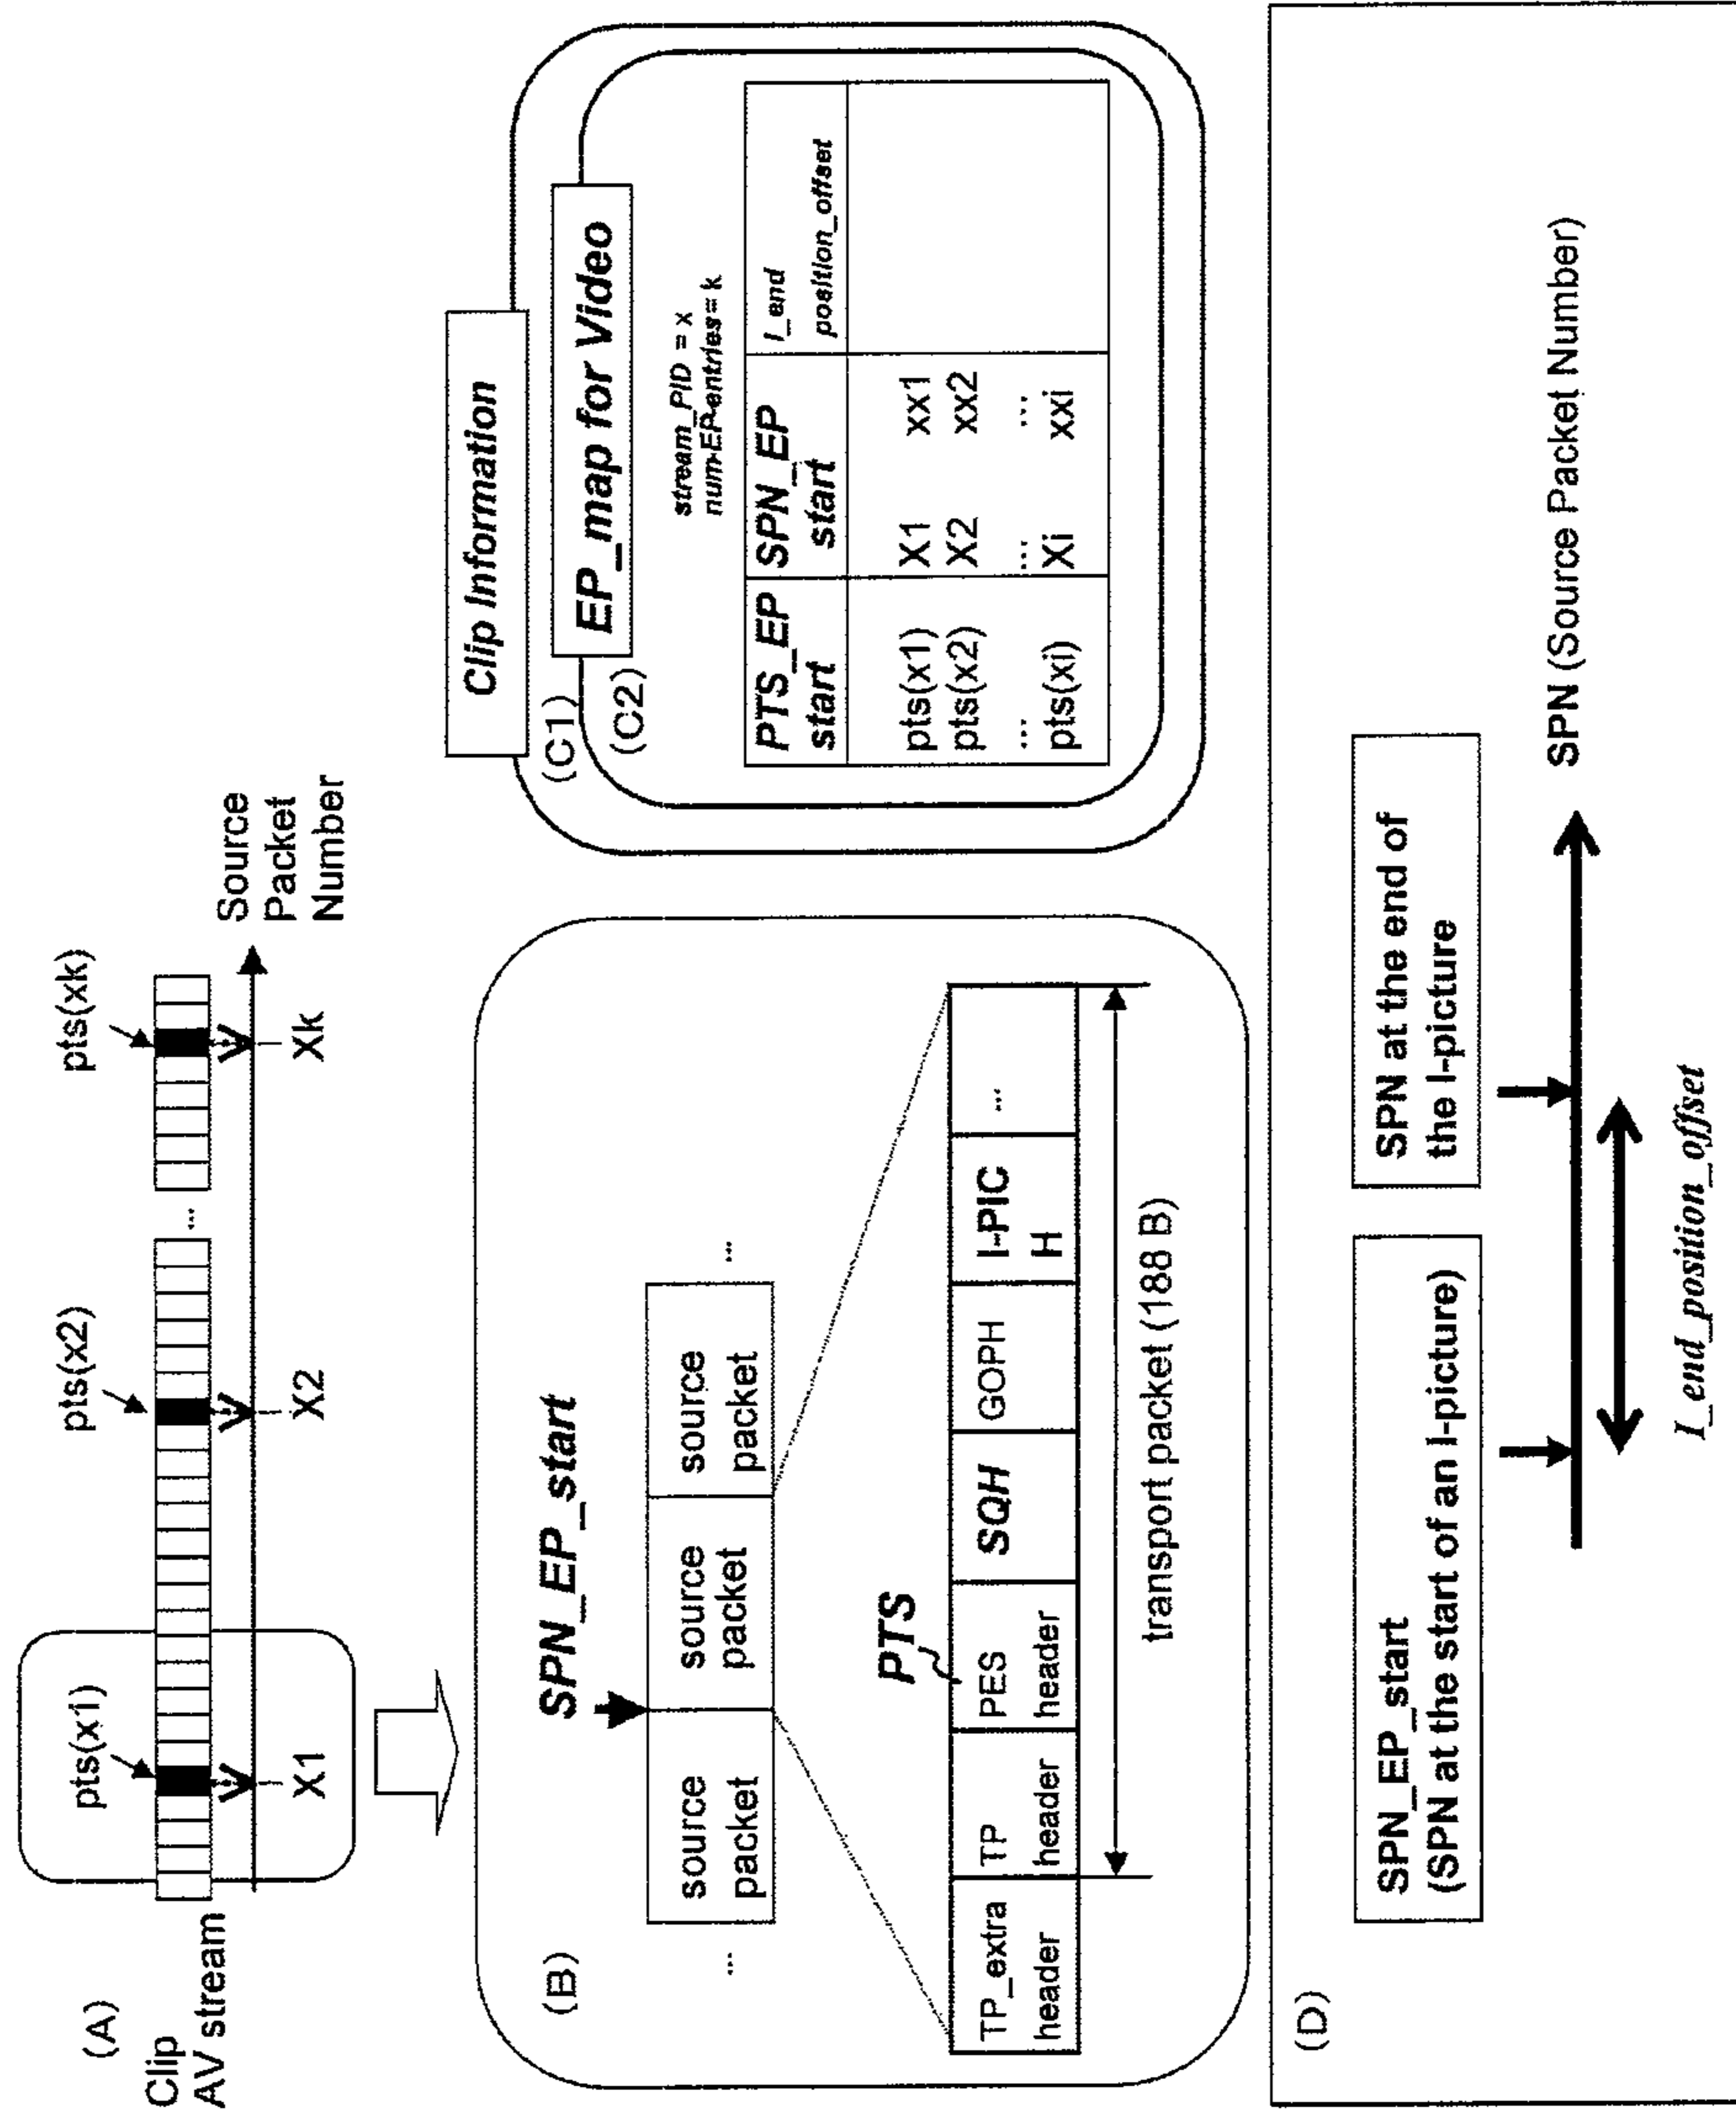 (A)
Clip
AV stream
pts(x1)
pts(x2)
pts(xk)
...
X1
X2
Xk
Source
Packet
Number
(B)
SPN_EP_start
...
source
packet
source
packet
source
packet
...
PTS
TP_extra
header
TP
header
PES
header
SQH
GOPH
I-PIC
H
...
transport packet (188 B)
Clip Information
(C1)
EP_map for Video
(C2)
stream_PID = x
num-EP-entries= k
PTS_EP
start
SPN_EP
start
I_end
position_offset
pts(x1) X1 xx1
pts(x2) X2 xx2
... ... ...
pts(xi) Xi xxi
(D)
SPN_EP_start
(SPN at the start of an I-picture)
SPN at the end of
the I-picture
SPN (Source Packet Number)
I_end_position_offset